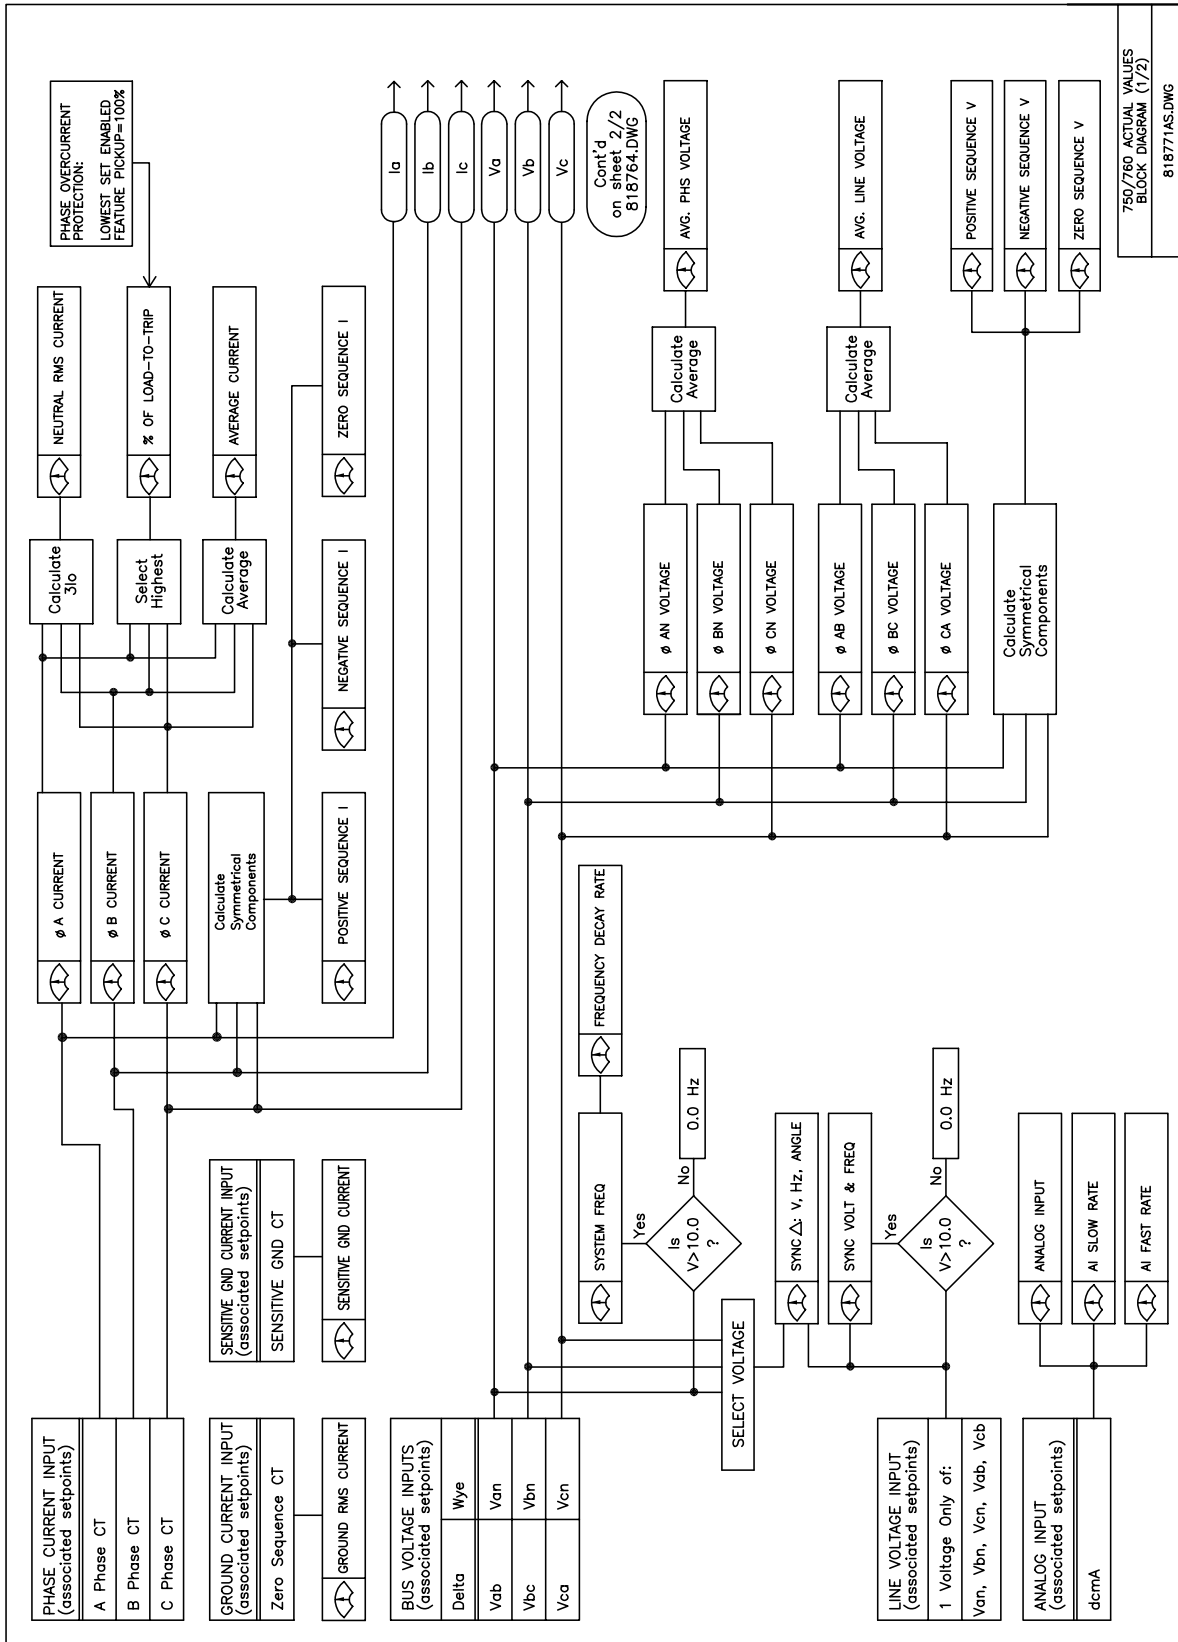 PHASE CURRENT INPUT
(associated setpoints)
A Phase CT
B Phase CT
C Phase CT
GROUND CURRENT INPUT
(associated setpoints)
Zero Sequence CT
GROUND RMS CURRENT
SENSITIVE GND CURRENT INPUT
(associated setpoints)
SENSITIVE GND CT
SENSITIVE GND CURRENT
Ø A CURRENT
Ø B CURRENT
Ø C CURRENT
Calculate
Symmetrical
Components
POSITIVE SEQUENCE I
NEGATIVE SEQUENCE I
ZERO SEQUENCE I
Calculate
3Io
Select
Highest
Calculate
Average
NEUTRAL RMS CURRENT
% OF LOAD-TO-TRIP
AVERAGE CURRENT
PHASE OVERCURRENT
PROTECTION:
LOWEST SET ENABLED
FEATURE PICKUP=100%
Ia
Ib
Ic
Va
Vb
Vc
Cont'd
on sheet 2/2
818764.DWG
BUS VOLTAGE INPUTS
(associated setpoints)
Delta Wye
Vab Van
Vbc Vbn
Vca Vcn
SELECT VOLTAGE
SYSTEM FREQ
FREQUENCY DECAY RATE
Yes
Is
V>10.0
?
No
0.0 Hz
SYNC Δ: V, Hz, ANGLE
SYNC VOLT & FREQ
Yes
Is
V>10.0
?
No
0.0 Hz
LINE VOLTAGE INPUT
(associated setpoints)
1 Voltage Only of:
Van, Vbn, Vcn, Vab, Vcb
ANALOG INPUT
(associated setpoints)
dcmA
ANALOG INPUT
AI SLOW RATE
AI FAST RATE
Ø AN VOLTAGE
Ø BN VOLTAGE
Ø CN VOLTAGE
Ø AB VOLTAGE
Ø BC VOLTAGE
Ø CA VOLTAGE
Calculate
Symmetrical
Components
Calculate
Average
AVG. PHS VOLTAGE
Calculate
Average
AVG. LINE VOLTAGE
POSITIVE SEQUENCE V
NEGATIVE SEQUENCE V
ZERO SEQUENCE V
750/760 ACTUAL VALUES
BLOCK DIAGRAM (1/2)
818771AS.DWG